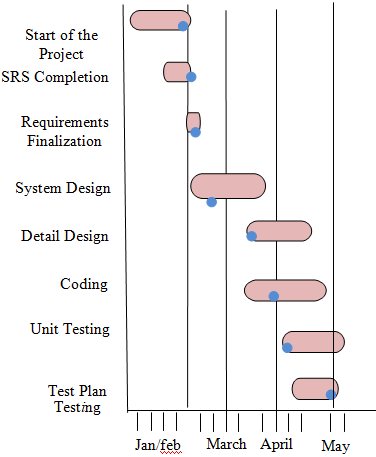 Start of the
Project
SRS Completion
Requirements
Finalization
System Design
Detail Design
Coding
Unit Testing
Test Plan
Testing
Jan/feb March April May